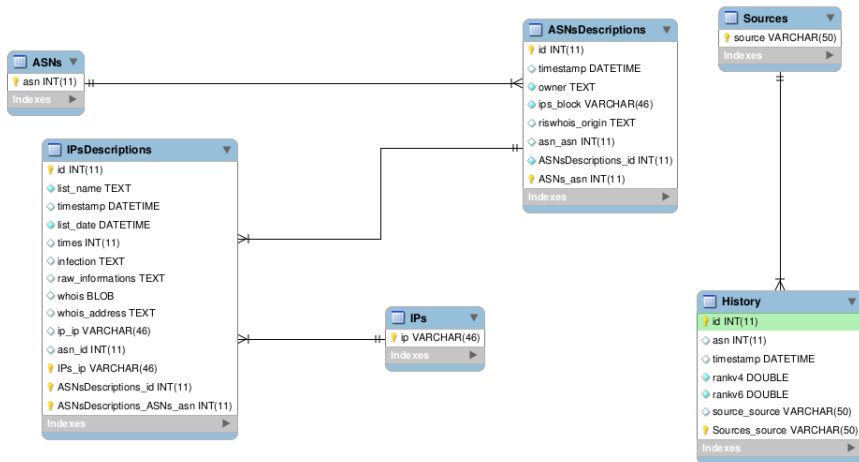 ASNs
asn INT(11)
Indexes
ASNsDescriptions
id INT(11)
timestamp DATETIME
owner TEXT
ips_block VARCHAR(46)
riswhois_origin TEXT
asn_asn INT(11)
ASNsDescriptions_id INT(11)
ASNs_asn INT(11)
Indexes
Sources
source VARCHAR(50)
Indexes
IPsDescriptions
id INT(11)
list_name TEXT
timestamp DATETIME
list_date DATETIME
times INT(11)
infection TEXT
raw_informations TEXT
whois BLOB
whois_address TEXT
ip_ip VARCHAR(46)
asn_id INT(11)
IPs_ip VARCHAR(46)
ASNsDescriptions_id INT(11)
ASNsDescriptions_ASNs_asn INT(11)
Indexes
IPs
ip VARCHAR(46)
Indexes
History
id INT(11)
asn INT(11)
timestamp DATETIME
rankv4 DOUBLE
rankv6 DOUBLE
source_source VARCHAR(50)
Sources_source VARCHAR(50)
Indexes